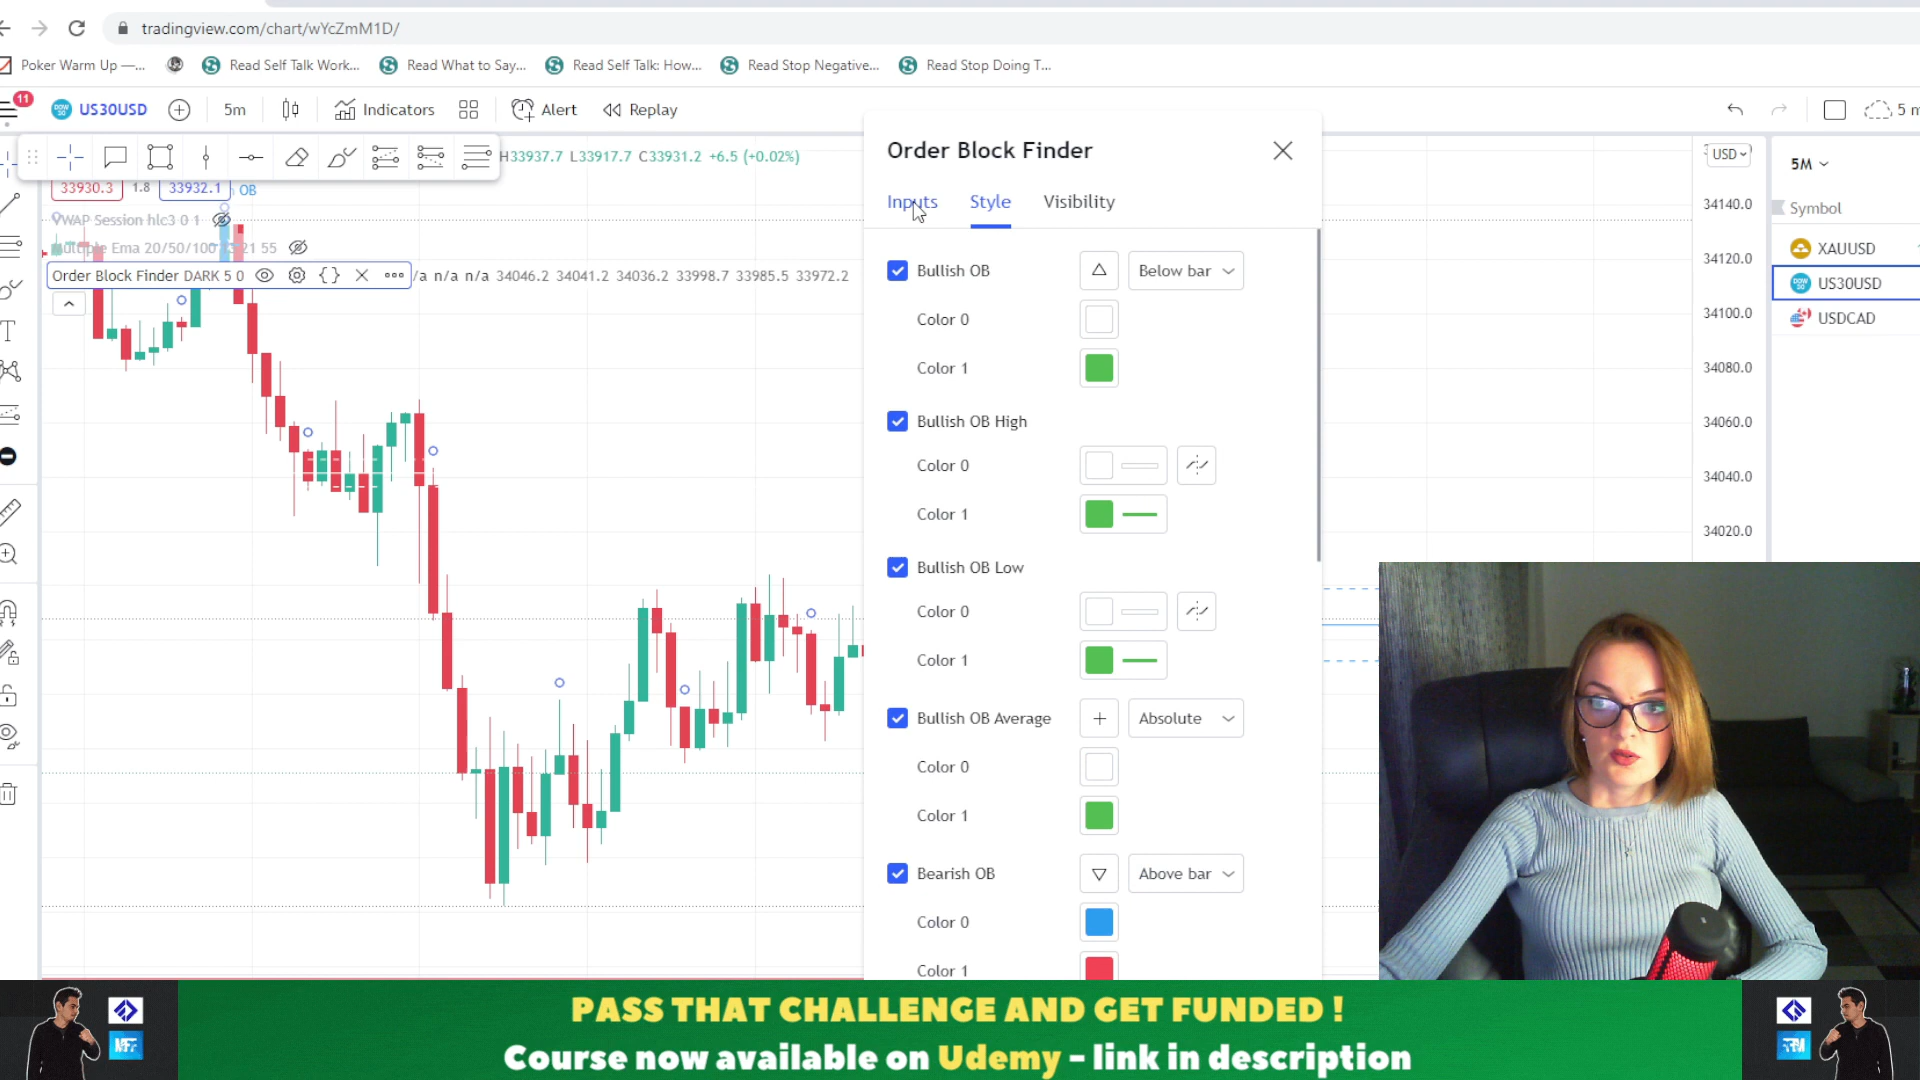 tradingview.com/chart/wYcZmM1D/
Poker Warm Up —...
Read Self Talk Work...
Read What to Say...
Read Self Talk: How...
Read Stop Negative...
Read Stop Doing T...
11
US30USD
5m
Indicators
Alert
Replay
5 m
H33937.7 L33917.7 C33931.2 +6.5 (+0.02%)
33930.3
1.8
33932.1
OB
VWAP Session hlc3 0 1
Multiple Ema 20/50/100
21 55
Order Block Finder DARK 5 0
n/a n/a 34046.2 34041.2 34036.2 33998.7 33985.5 33972.2
Order Block Finder
Inputs
Style
Visibility
Bullish OB
Below bar
Color 0
Color 1
Bullish OB High
Color 0
Color 1
Bullish OB Low
Color 0
Color 1
Bullish OB Average
Absolute
Color 0
Color 1
Bearish OB
Above bar
Color 0
Color 1
USD
34140.0
34120.0
34100.0
34080.0
34060.0
34040.0
34020.0
5M
Symbol
XAUUSD
US30USD
USDCAD
PASS THAT CHALLENGE AND GET FUNDED !
Course now available on Udemy – link in description